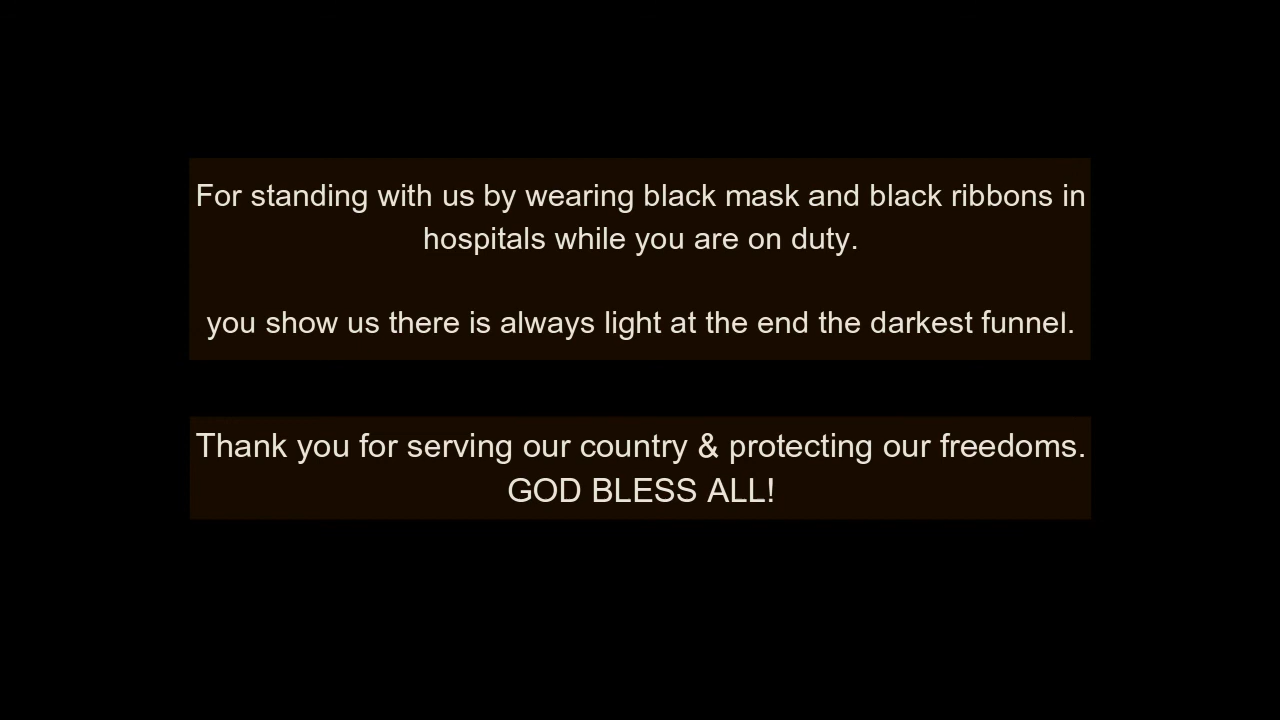 For standing with us by wearing black mask and black ribbons in
hospitals while you are on duty.
you show us there is always light at the end the darkest funnel.
Thank you for serving our country & protecting our freedoms.
GOD BLESS ALL!